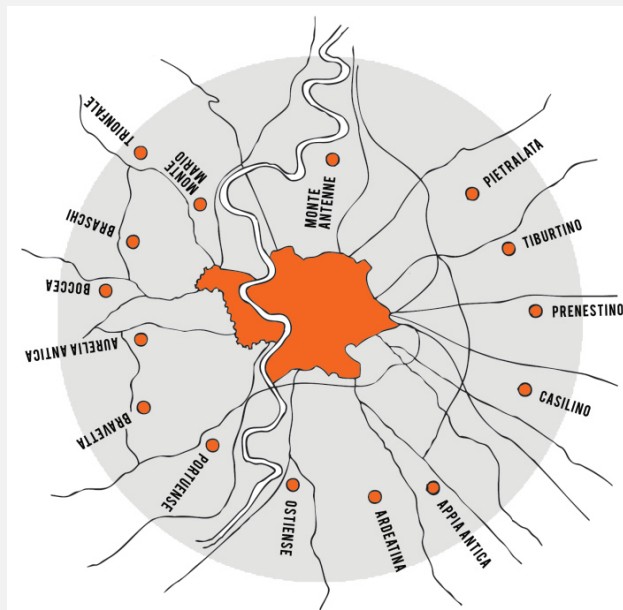 TRIONFALE
MONTE
MARIO
MONTE
ANTENNE
PIETRALATA
BRASCHI
TIBURTINO
BOCCEA
PRENESTINO
AURELIA ANTICA
CASILINO
BRAVETTA
PORTUENSE
OSTIENSE
ARDEATINA
APPIA ANTICA